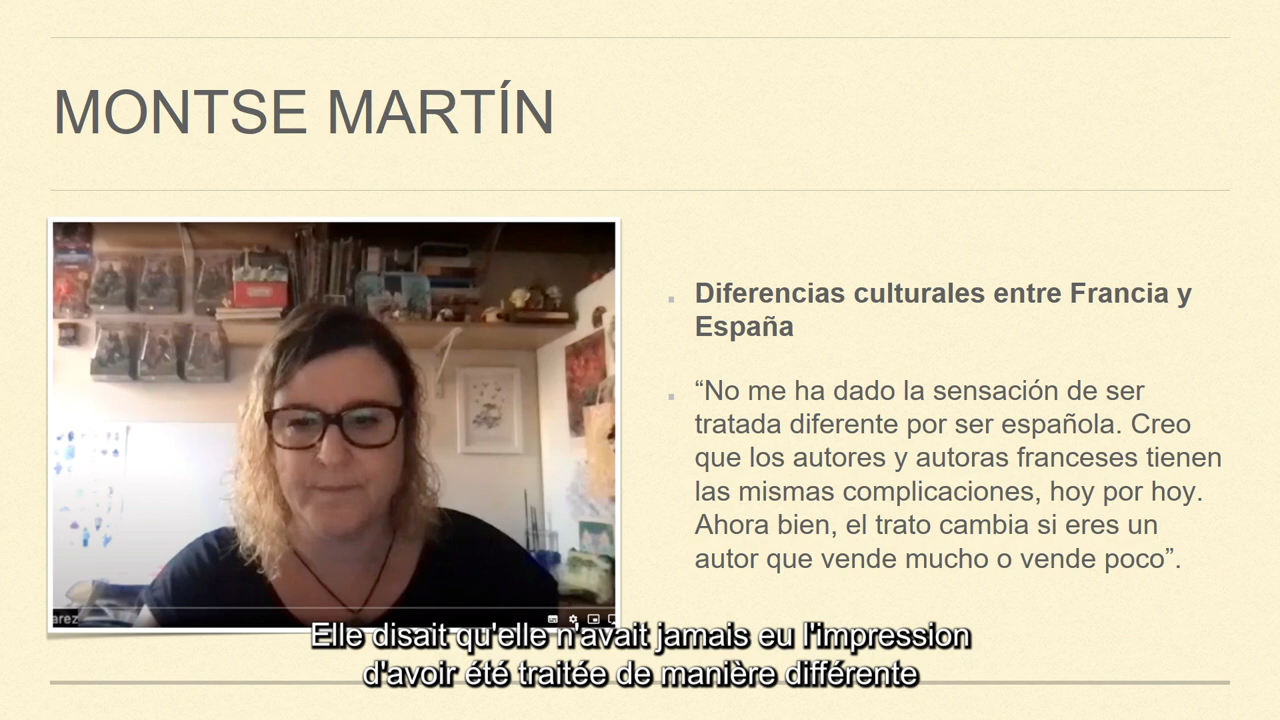 MONTSE MARTÍN
Diferencias culturales entre Francia y
España
“No me ha dado la sensación de ser
tratada diferente por ser española. Creo
que los autores y autoras franceses tienen
las mismas complicaciones, hoy por hoy.
Ahora bien, el trato cambia si eres un
autor que vende mucho o vende poco”.
arez
Elle disait qu'elle n'avait jamais eu l'impression
d'avoir été traitée de manière différente